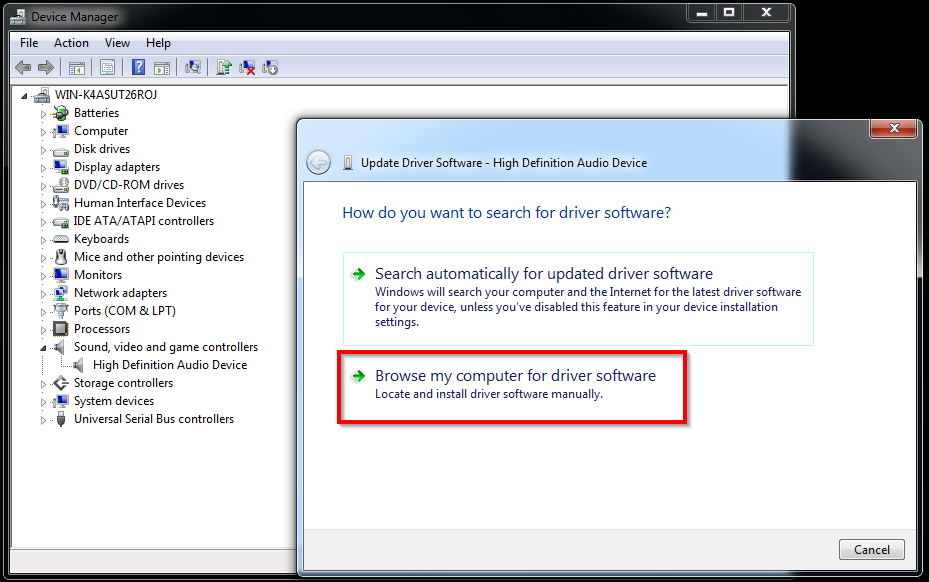 Device Manager
File Action View Help
WIN-K4ASUT26ROJ
Batteries
Computer
Disk drives
Display adapters
DVD/CD-ROM drives
Human Interface Devices
IDE ATA/ATAPI controllers
Keyboards
Mice and other pointing devices
Monitors
Network adapters
Ports (COM & LPT)
Processors
Sound, video and game controllers
High Definition Audio Device
Storage controllers
System devices
Universal Serial Bus controllers
Update Driver Software - High Definition Audio Device
How do you want to search for driver software?
Search automatically for updated driver software
Windows will search your computer and the Internet for the latest driver software
for your device, unless you've disabled this feature in your device installation
settings.
Browse my computer for driver software
Locate and install driver software manually.
Cancel